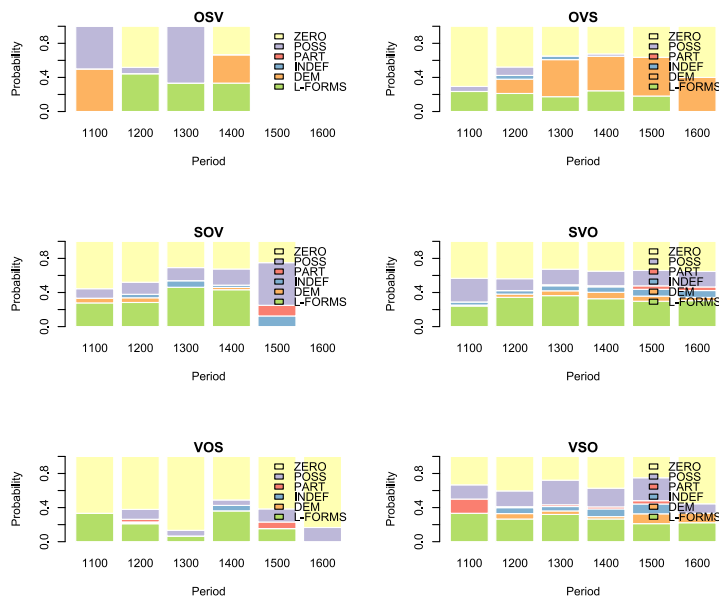 OSV
Probability
0.8
0.4
0.0
ZERO
POSS
PART
INDEF
DEM
L-FORMS
1100 1200 1300 1400 1500 1600
Period
OVS
Probability
0.8
0.4
0.0
ZERO
POSS
PART
INDEF
DEM
L-FORMS
1100 1200 1300 1400 1500 1600
Period
SOV
Probability
0.8
0.4
0.0
ZERO
POSS
PART
INDEF
DEM
L-FORMS
1100 1200 1300 1400 1500 1600
Period
SVO
Probability
0.8
0.4
0.0
ZERO
POSS
PART
INDEF
DEM
L-FORMS
1100 1200 1300 1400 1500 1600
Period
VOS
Probability
0.8
0.4
0.0
ZERO
POSS
PART
INDEF
DEM
L-FORMS
1100 1200 1300 1400 1500 1600
Period
VSO
Probability
0.8
0.4
0.0
ZERO
POSS
PART
INDEF
DEM
L-FORMS
1100 1200 1300 1400 1500 1600
Period